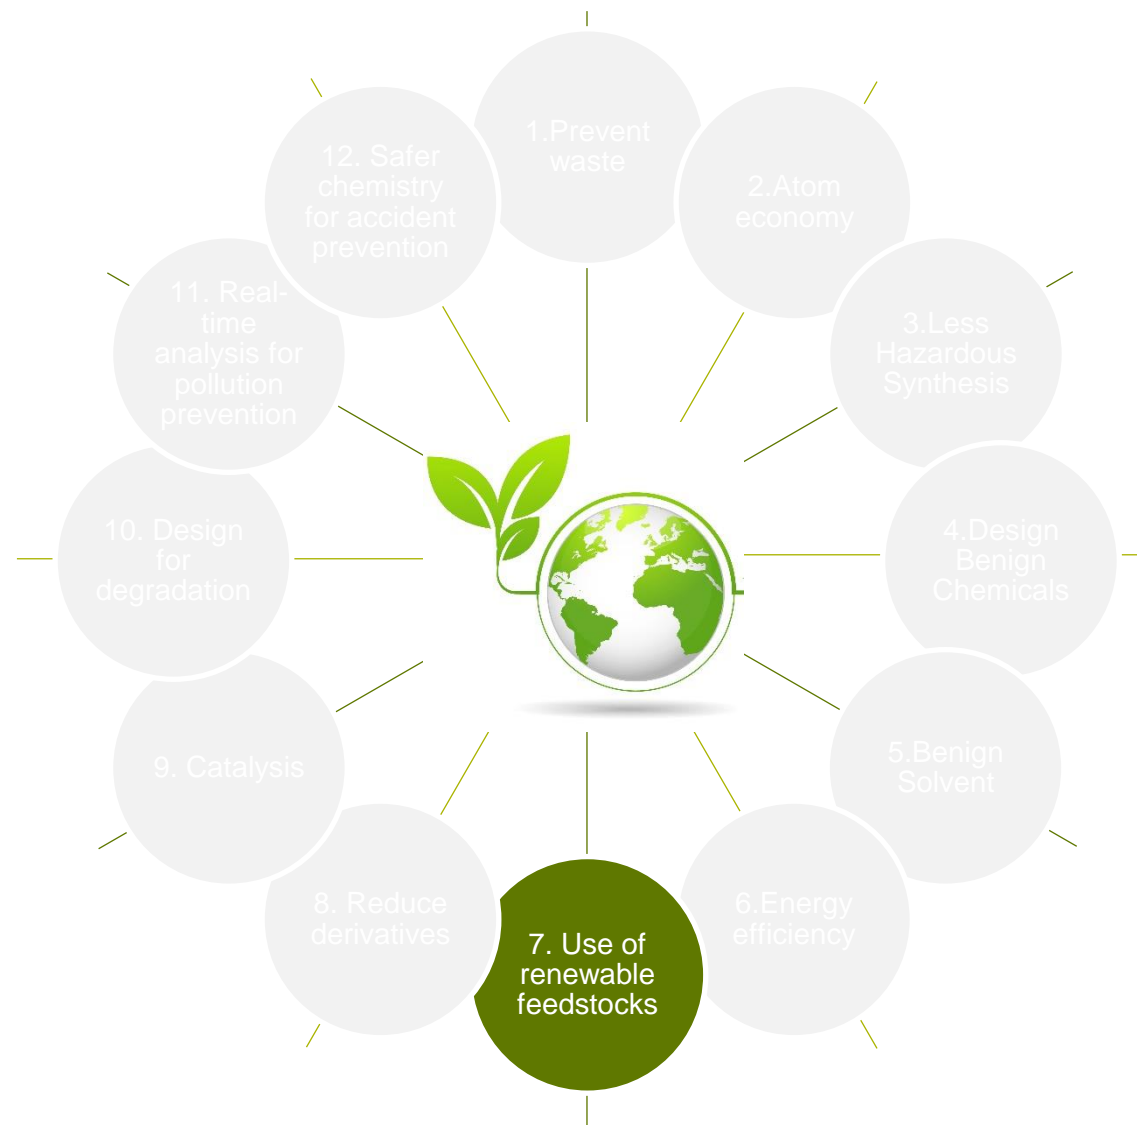 1.Prevent
waste
2.Atom
economy
3.Less
Hazardous
Synthesis
4.Design
Benign
Chemicals
5.Benign
Solvent
6.Energy
efficiency
7. Use of
renewable
feedstocks
8. Reduce
derivatives
9. Catalysis
10. Design
for
degradation
11. Real-
time
analysis for
pollution
prevention
12. Safer
chemistry
for accident
prevention